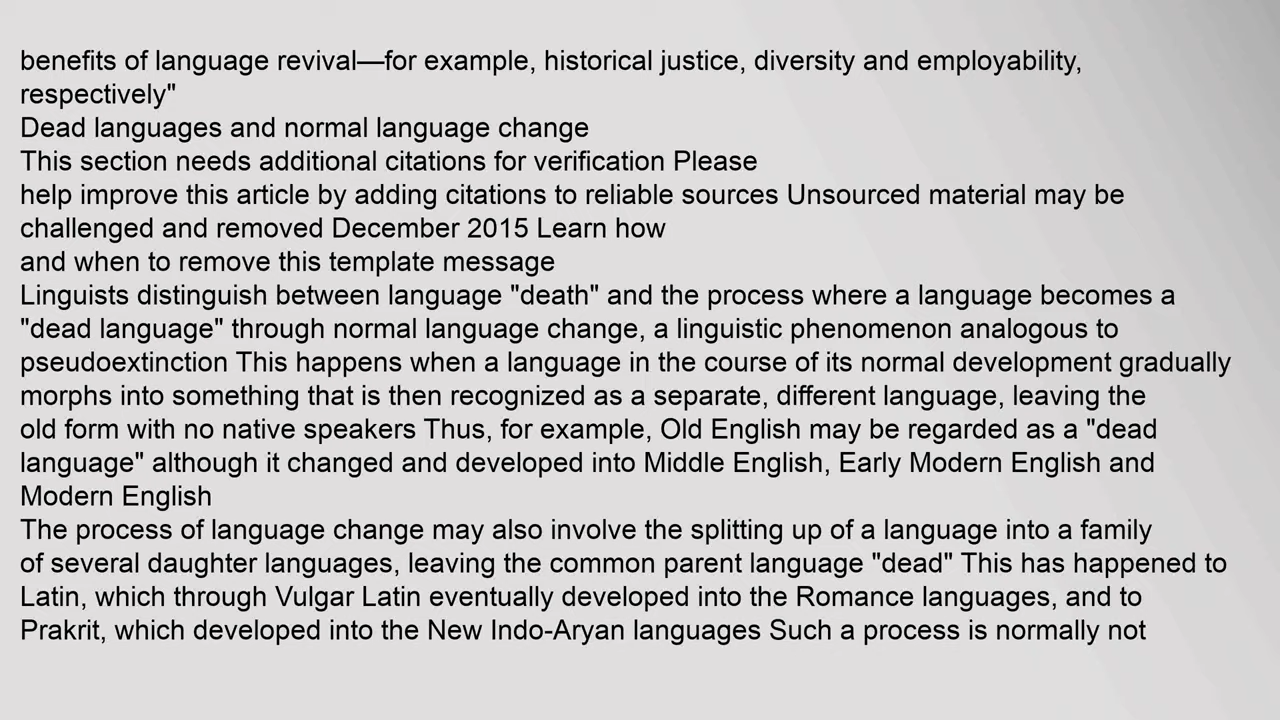 benefits of language revival—for example, historical justice, diversity and employability,
respectively"
Dead languages and normal language change
This section needs additional citations for verification Please
help improve this article by adding citations to reliable sources Unsourced material may be
challenged and removed December 2015 Learn how
and when to remove this template message
Linguists distinguish between language "death" and the process where a language becomes a
"dead language" through normal language change, a linguistic phenomenon analogous to
pseudoextinction This happens when a language in the course of its normal development gradually
morphs into something that is then recognized as a separate, different language, leaving the
old form with no native speakers Thus, for example, Old English may be regarded as a "dead
language" although it changed and developed into Middle English, Early Modern English and
Modern English
The process of language change may also involve the splitting up of a language into a family
of several daughter languages, leaving the common parent language "dead" This has happened to
Latin, which through Vulgar Latin eventually developed into the Romance languages, and to
Prakrit, which developed into the New Indo-Aryan languages Such a process is normally not